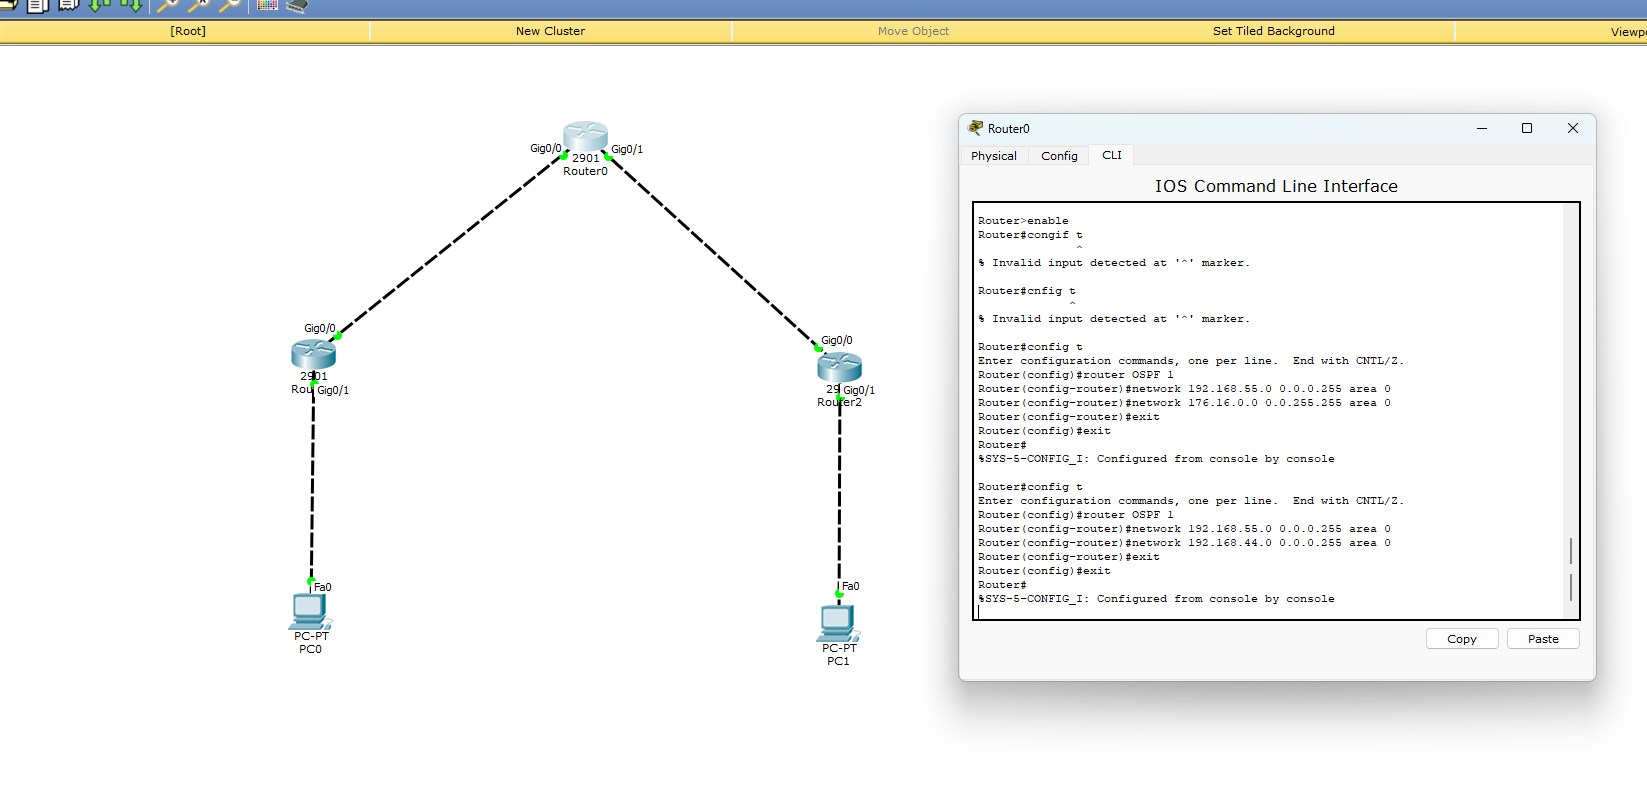 [Root]
New Cluster
Move Object
Set Tiled Background
Gig0/0
Gig0/1
2901
Router0
Gig0/0
2901
Gig0/1
Gig0/0
Gig0/1
Router2
Fa0
PC-PT
PC0
Fa0
PC-PT
PC1
Router0
Physical
Config
CLI
IOS Command Line Interface
Router>enable
Router#congif t
^
% Invalid input detected at '^' marker.
Router#cnfig t
^
% Invalid input detected at '^' marker.
Router#config t
Enter configuration commands, one per line. End with CNTL/Z.
Router(config)#router OSPF 1
Router(config-router)#network 192.168.55.0 0.0.0.255 area 0
Router(config-router)#network 176.16.0.0 0.0.255.255 area 0
Router(config-router)#exit
Router(config)#exit
Router#
%SYS-5-CONFIG_I: Configured from console by console
Router#config t
Enter configuration commands, one per line. End with CNTL/Z.
Router(config)#router OSPF 1
Router(config-router)#network 192.168.55.0 0.0.0.255 area 0
Router(config-router)#network 192.168.44.0 0.0.0.255 area 0
Router(config-router)#exit
Router(config)#exit
Router#
%SYS-5-CONFIG_I: Configured from console by console
Copy
Paste